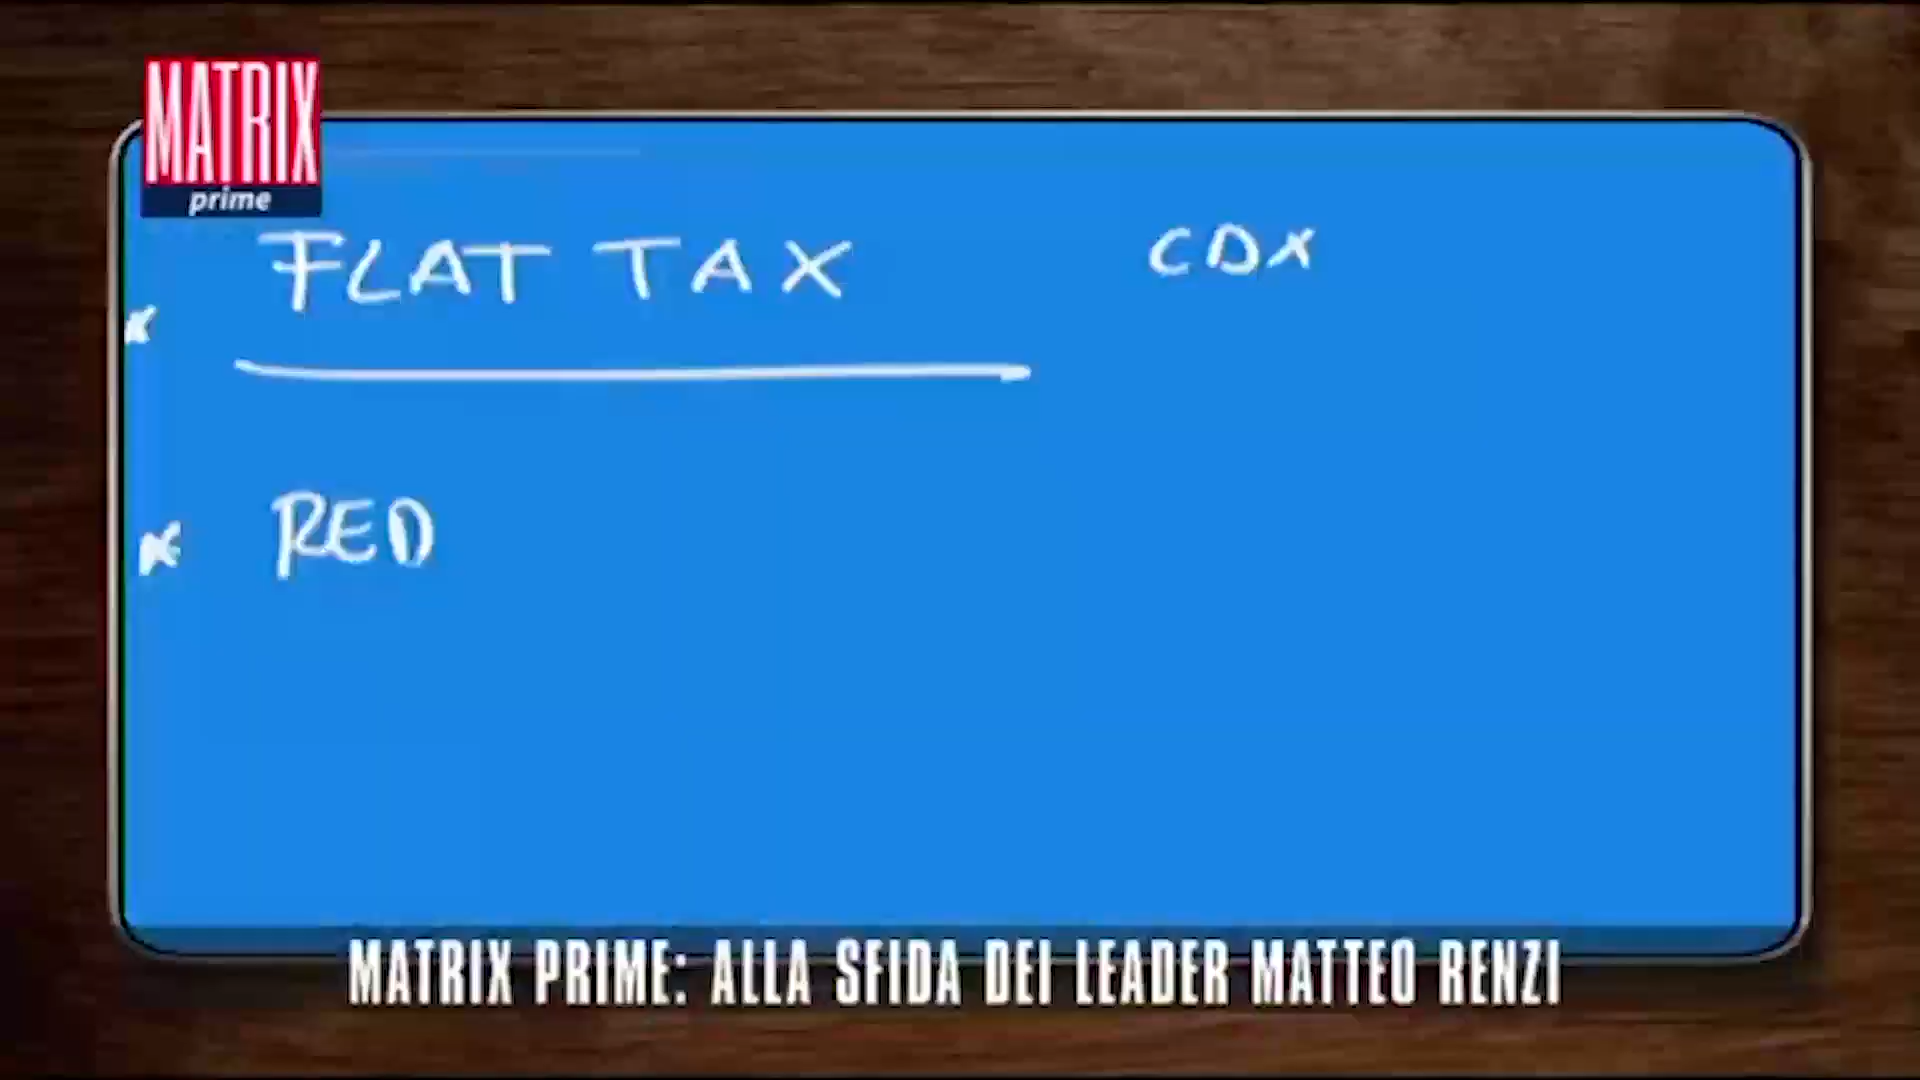 MATRIX
prime
FLAT TAX CDX
RED
MATRIX PRIME: ALLA SFIDA DEI LEADER MATTEO RENZI